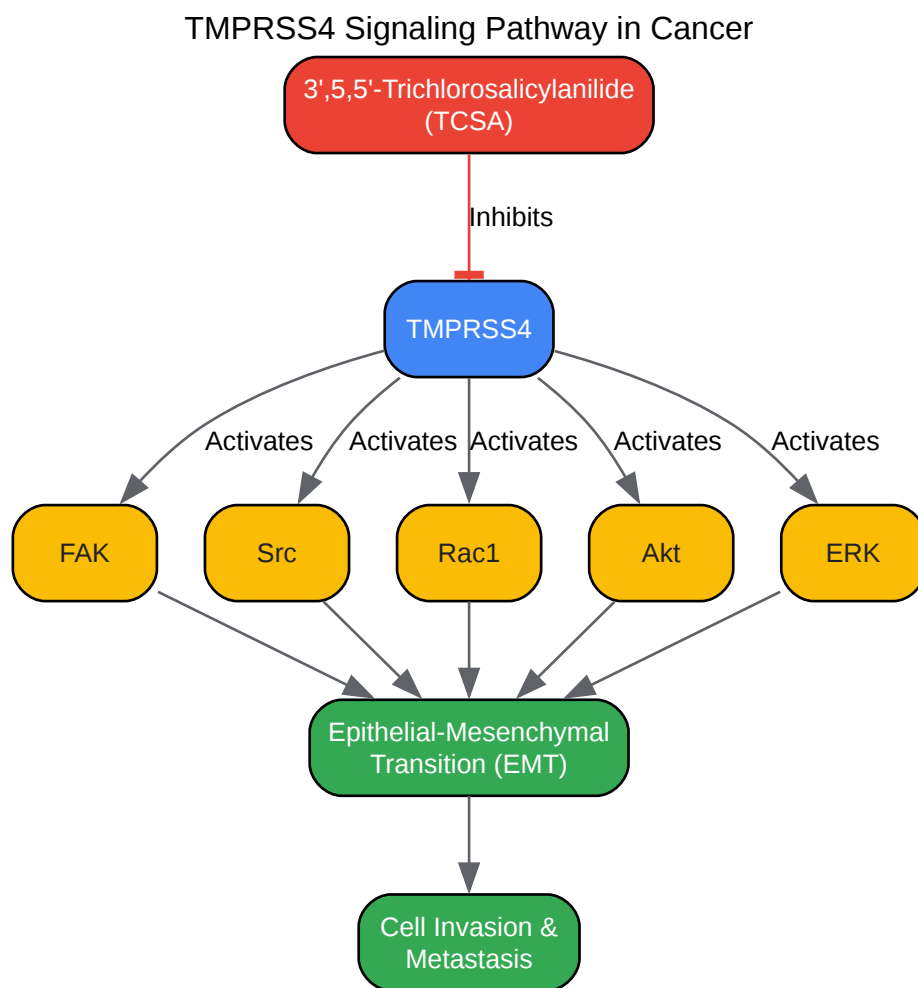 TMPRSS4 Signaling Pathway in Cancer
3',5,5'-Trichlorosalicylanilide
(TCSA)
Inhibits
TMPRSS4
Activates
Activates
Activates
Activates
Activates
FAK
Src
Rac1
Akt
ERK
Epithelial-Mesenchymal
Transition (EMT)
Cell Invasion &
Metastasis